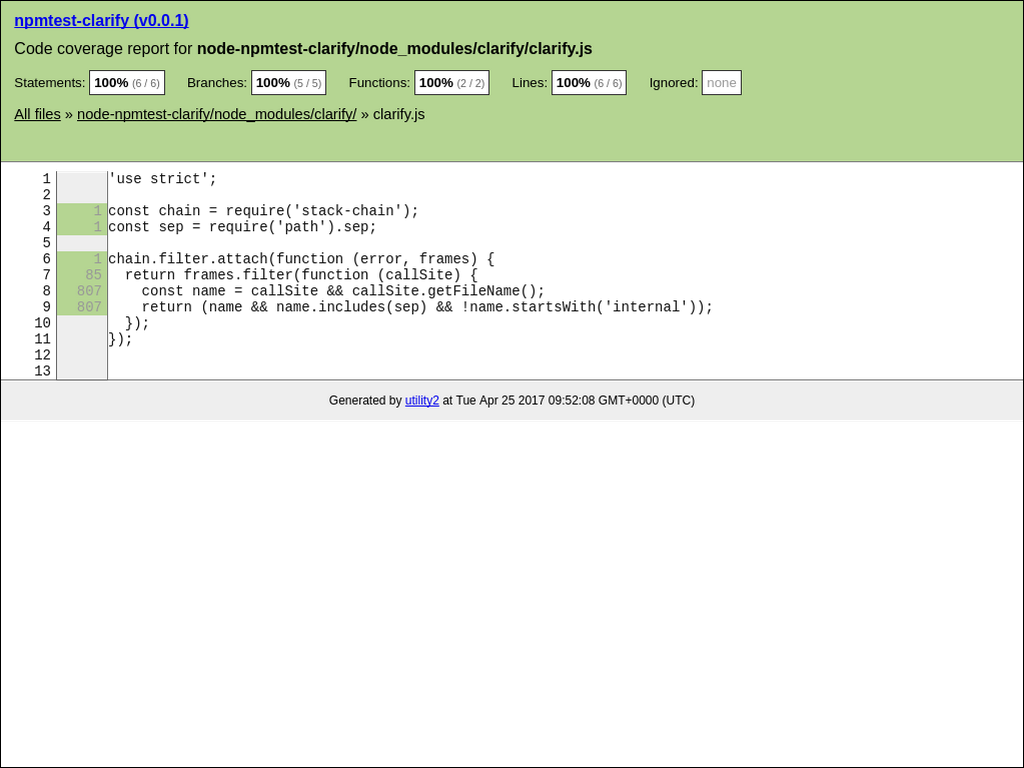 npmtest-clarify (v0.0.1)
Code coverage report for node-npmtest-clarify/node_modules/clarify/clarify.js
Statements: 100% (6 / 6) Branches: 100% (5 / 5) Functions: 100% (2 / 2) Lines: 100% (6 / 6) Ignored: none
All files » node-npmtest-clarify/node_modules/clarify/ » clarify.js
1 'use strict';
2
3 1 const chain = require('stack-chain');
4 1 const sep = require('path').sep;
5
6 1 chain.filter.attach(function (error, frames) {
7 85   return frames.filter(function (callSite) {
8 807     const name = callSite && callSite.getFileName();
9 807     return (name && name.includes(sep) && !name.startsWith('internal'));
10   });
11 });
12
13
Generated by utility2 at Tue Apr 25 2017 09:52:08 GMT+0000 (UTC)